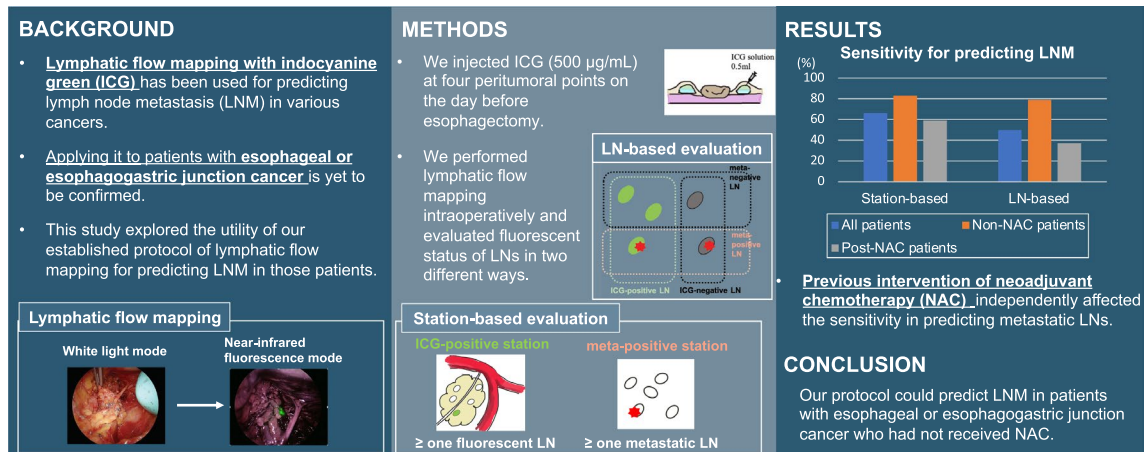 BACKGROUND
• Lymphatic flow mapping with indocyanine
green (ICG) has been used for predicting
lymph node metastasis (LNM) in various
cancers.
• Applying it to patients with esophageal or
esophagogastric junction cancer is yet to
be confirmed.
• This study explored the utility of our
established protocol of lymphatic flow
mapping for predicting LNM in those patients.
Lymphatic flow mapping
White light mode
Near-infrared
fluorescence mode
METHODS
• We injected ICG (500 µg/mL)
at four peritumoral points on
the day before
esophagectomy.
ICG solution
0.5ml
• We performed
lymphatic flow
mapping
intraoperatively and
evaluated fluorescent
status of LNs in two
different ways.
LN-based evaluation
meta-
negative
LN
meta-
positive
LN
ICG-positive LN
ICG-negative LN
Station-based evaluation
ICG-positive station
meta-positive station
≥ one fluorescent LN
≥ one metastatic LN
RESULTS
Sensitivity for predicting LNM
(%)
100
80
60
40
20
0
Station-based
LN-based
All patients
Non-NAC patients
Post-NAC patients
• Previous intervention of neoadjuvant
chemotherapy (NAC) independently affected
the sensitivity in predicting metastatic LNs.
CONCLUSION
Our protocol could predict LNM in patients
with esophageal or esophagogastric junction
cancer who had not received NAC.